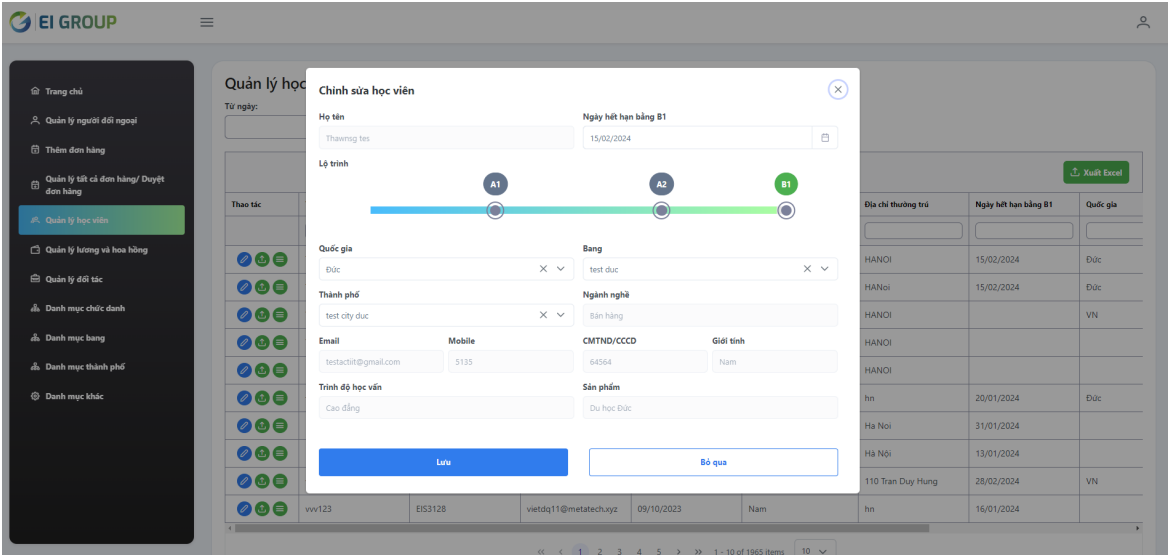 EI GROUP
Trang chủ
Quản lý người đối ngoại
Thêm đơn hàng
Quản lý tất cả đơn hàng/ Duyệt
đơn hàng
Quản lý học viên
Quản lý lương và hoa hồng
Quản lý đối tác
Danh mục chức danh
Danh mục bang
Danh mục thành phố
Danh mục khác
Quản lý học
Từ ngày:
Xuất Excel
Thao tác
Địa chỉ thường trú
Ngày hết hạn bằng B1
Quốc gia
HANOI
15/02/2024
Đức
HANoi
15/02/2024
Đức
HANOI
VN
HANOI
HANOI
hn
20/01/2024
Đức
Ha Noi
31/01/2024
Hà Nội
13/01/2024
110 Tran Duy Hung
28/02/2024
VN
vvv123
EIS3128
vietdq11@metatech.xyz
09/10/2023
Nam
hn
16/01/2024
1 2 3 4 5
1 - 10 of 1965 items
10
Chỉnh sửa học viên
Họ tên
Ngày hết hạn bằng B1
Thawnsg tes
15/02/2024
Lộ trình
A1
A2
B1
Quốc gia
Bang
Đức
test duc
Thành phố
Ngành nghề
test city duc
Bán hàng
Email
Mobile
CMTND/CCCD
Giới tính
testactiit@gmail.com
5135
64564
Nam
Trình độ học vấn
Sản phẩm
Cao đẳng
Du học Đức
Lưu
Bỏ qua